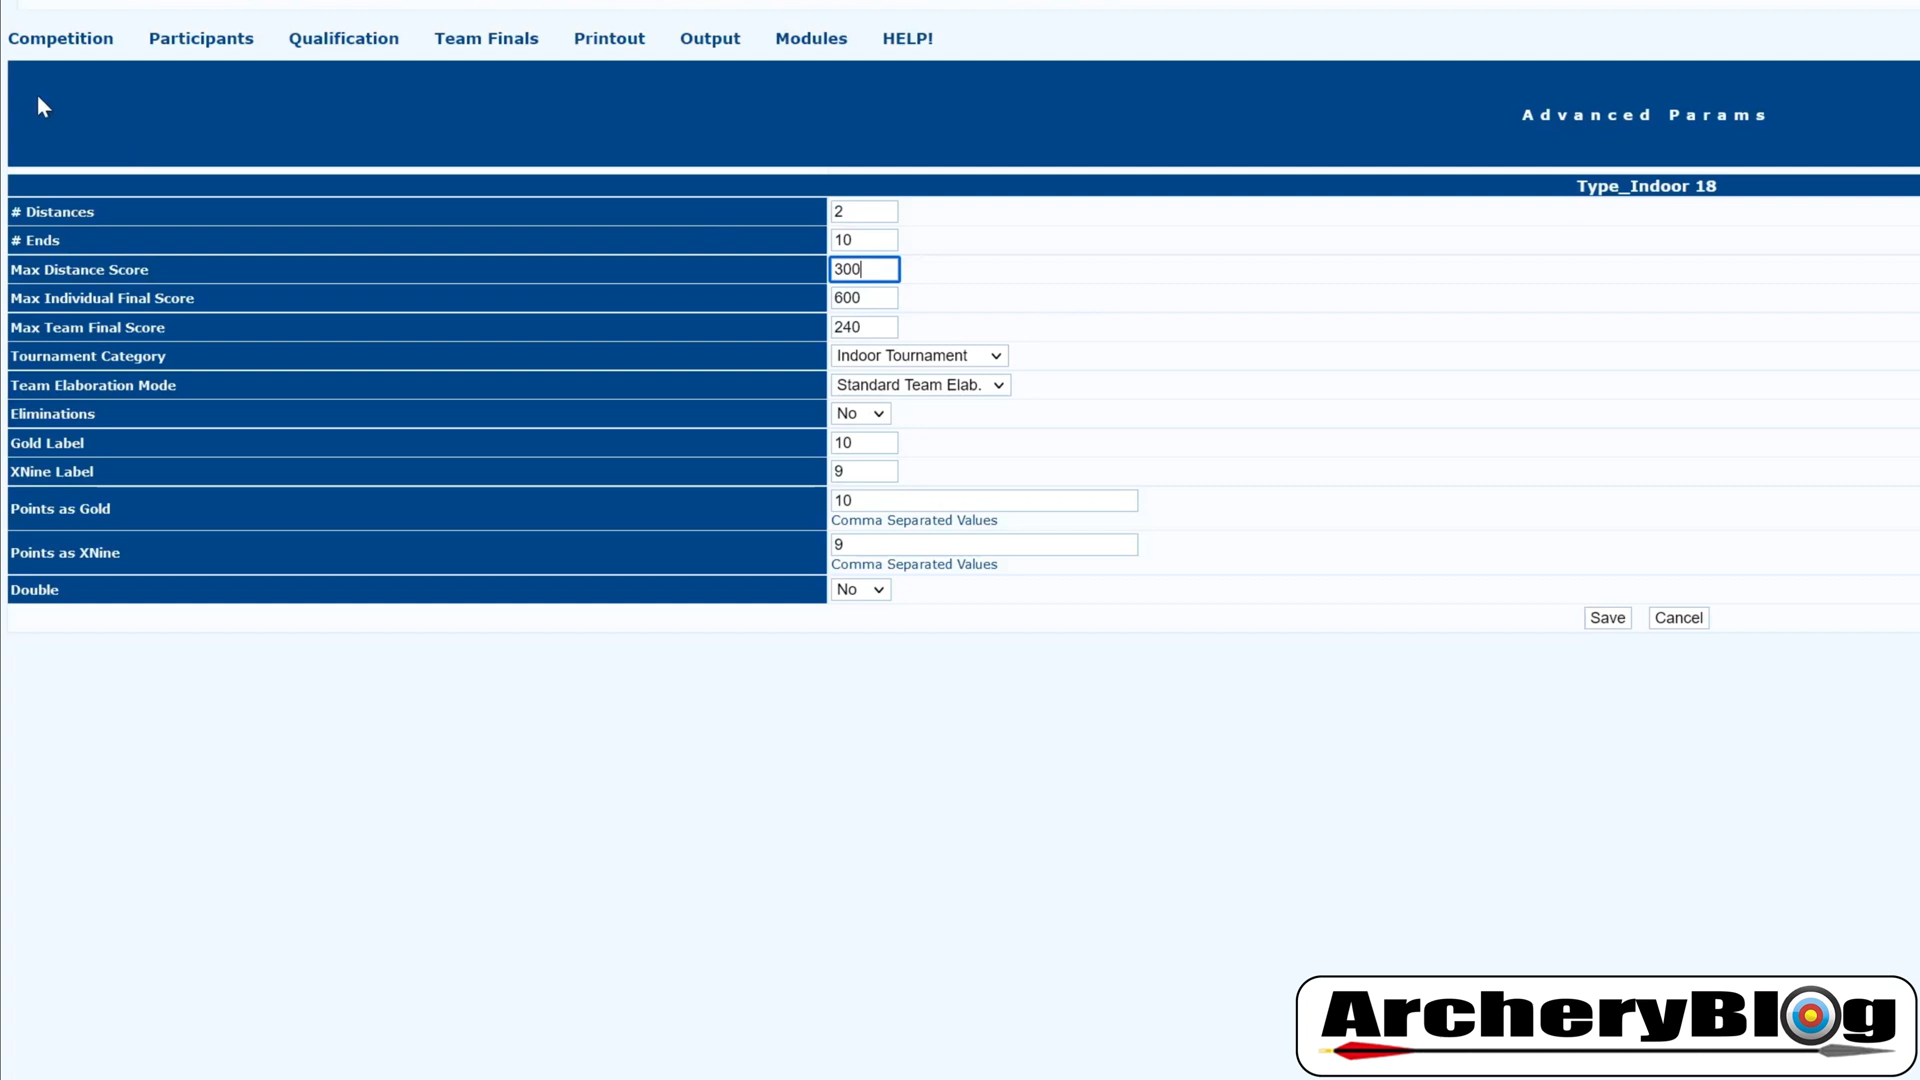 Competition Participants Qualification Team Finals Printout Output Modules HELP!
Advanced Params
Type_Indoor 18
# Distances 2
# Ends 10
Max Distance Score 300
Max Individual Final Score 600
Max Team Final Score 240
Tournament Category Indoor Tournament
Team Elaboration Mode Standard Team Elab.
Eliminations No
Gold Label 10
XNine Label 9
Points as Gold 10
Comma Separated Values
Points as XNine 9
Comma Separated Values
Double No
Save Cancel
ArcheryBlog